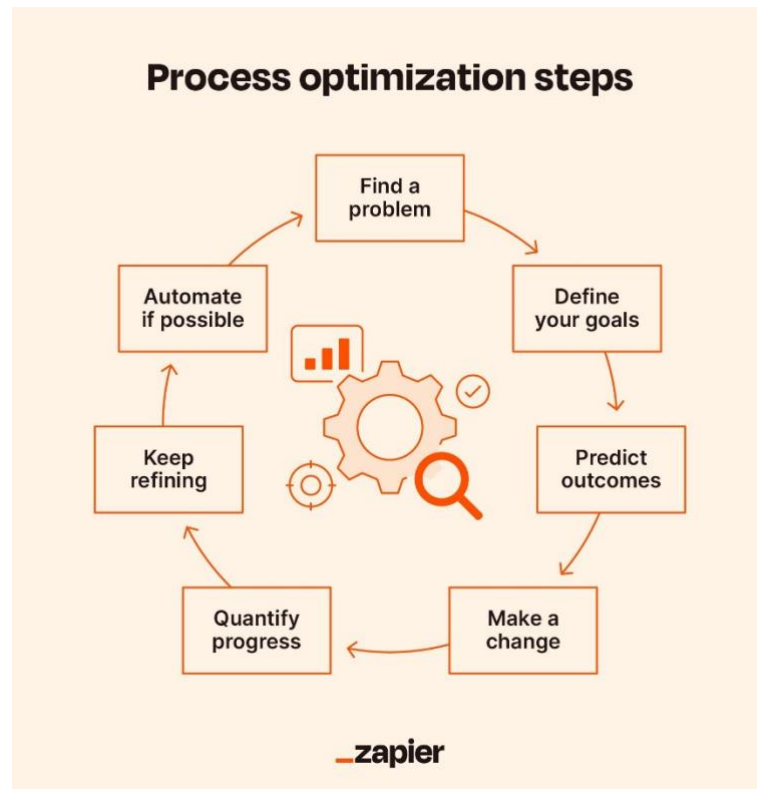 Process optimization steps
Find a
problem
Define
your goals
Predict
outcomes
Make a
change
Quantify
progress
Keep
refining
Automate
if possible
_zapier